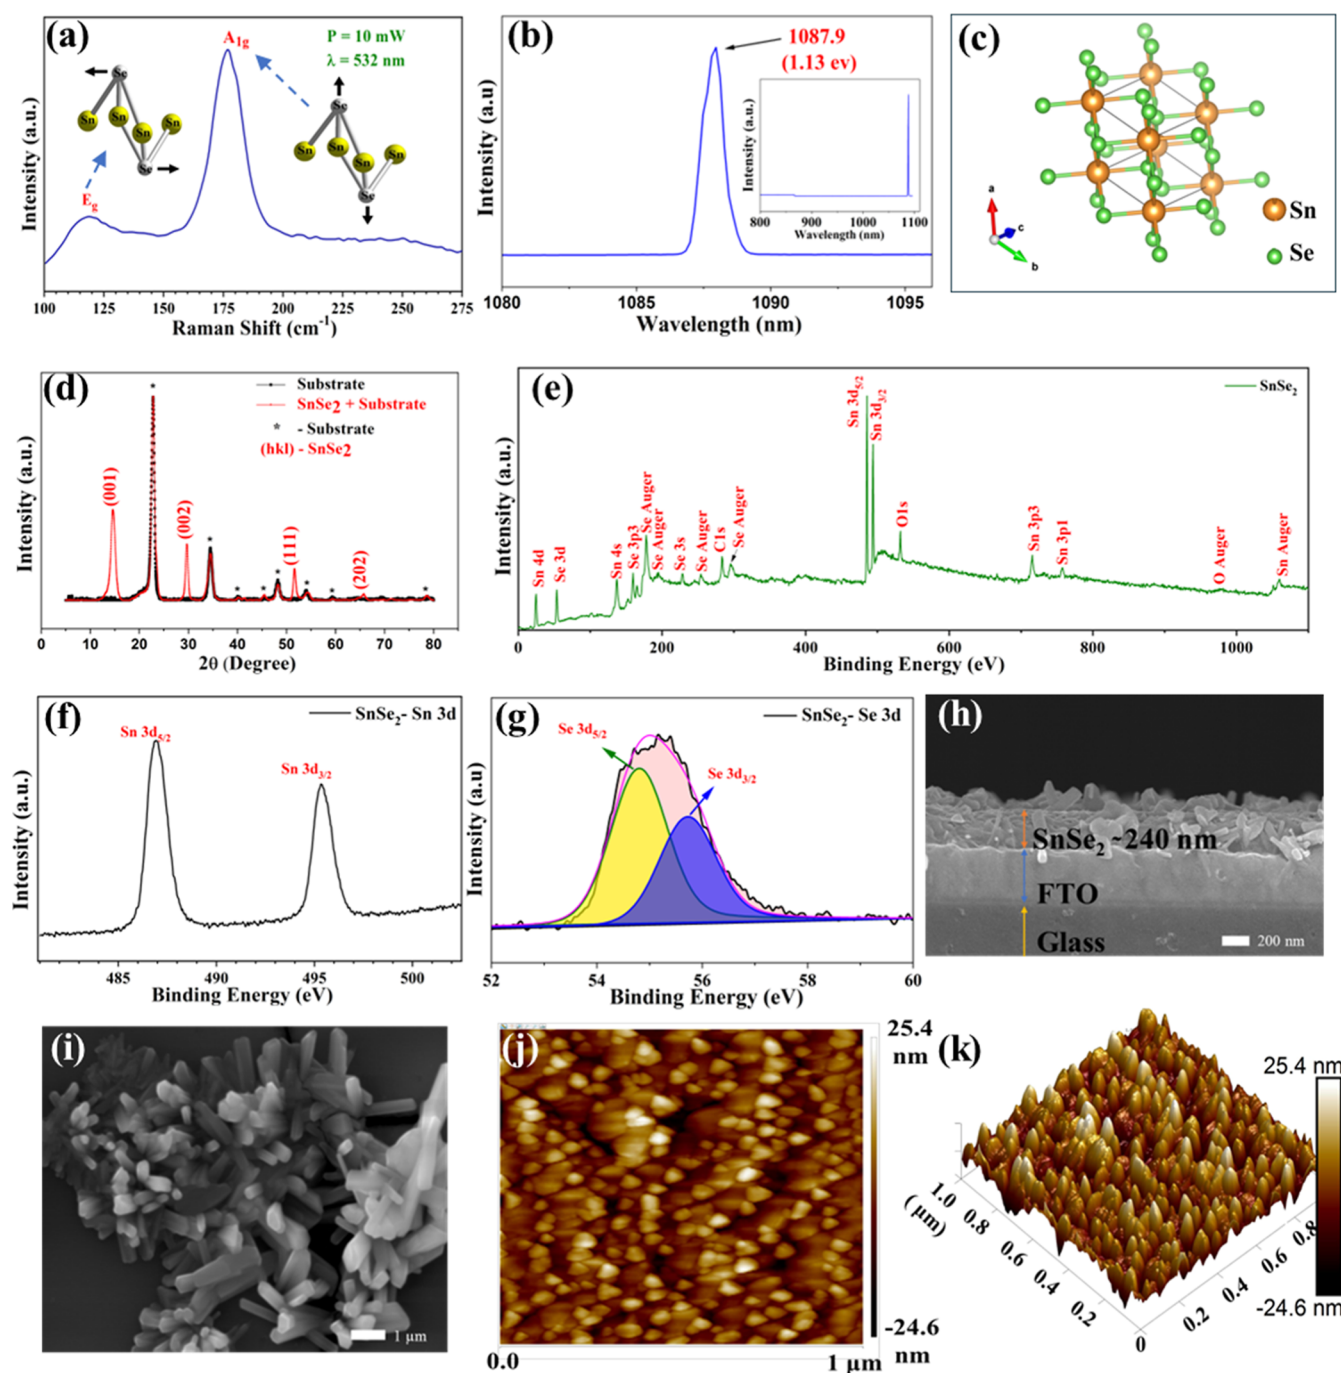 (a)
A1g
P = 10 mW
λ = 532 nm
Se
Sn
Sn
Sn
Sn
Se
Se
Sn
Sn
Sn
Sn
Se
Eg
Intensity (a.u.)
100 125 150 175 200 225 250 275
Raman Shift (cm-1)
(b)
1087.9
(1.13 ev)
Intensity (a.u)
Intensity (a.u.)
800 900 1000 1100
Wavelength (nm)
1080 1085 1090 1095
Wavelength (nm)
(c)
a
c
b
Sn
Se
(d)
Substrate
SnSe2 + Substrate
* - Substrate
(hkl) - SnSe2
(001)
*
(002)
*
*
*
*
(111)
*
*
(202)
*
Intensity (a.u.)
0 10 20 30 40 50 60 70 80
2θ (Degree)
(e)
SnSe2
Sn 4d
Se 3d
Sn 4s
Se 3p3
Se Auger
Se Auger
Se 3s
Se Auger
C1s
Se Auger
Sn 3d5/2
Sn 3d3/2
O1s
Sn 3p3
Sn 3p1
O Auger
Sn Auger
Intensity (a.u.)
0 200 400 600 800 1000
Binding Energy (eV)
(f)
SnSe2- Sn 3d
Sn 3d5/2
Sn 3d3/2
Intensity (a.u.)
485 490 495 500
Binding Energy (eV)
(g)
SnSe2- Se 3d
Se 3d5/2
Se 3d3/2
Intensity (a.u)
52 54 56 58 60
Binding Energy (eV)
(h)
SnSe2 ~240 nm
FTO
Glass
200 nm
(i)
1 µm
(j)
25.4
nm
-24.6
nm
0.0 1 µm
(k)
25.4 nm
-24.6 nm
1.0 0.8 0.6 0.4 0.2
(µm)
0 0.2 0.4 0.6 0.8